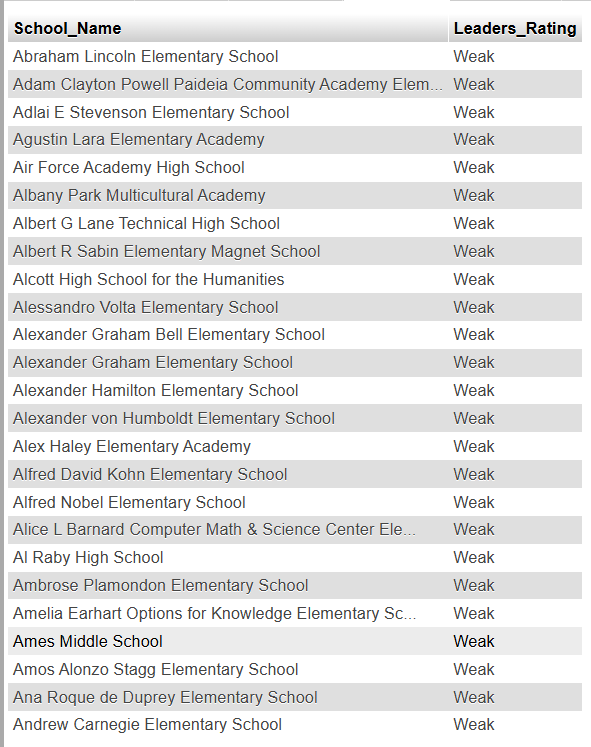 School_Name Leaders_Rating
Abraham Lincoln Elementary School Weak
Adam Clayton Powell Paideia Community Academy Elem... Weak
Adlai E Stevenson Elementary School Weak
Agustin Lara Elementary Academy Weak
Air Force Academy High School Weak
Albany Park Multicultural Academy Weak
Albert G Lane Technical High School Weak
Albert R Sabin Elementary Magnet School Weak
Alcott High School for the Humanities Weak
Alessandro Volta Elementary School Weak
Alexander Graham Bell Elementary School Weak
Alexander Graham Elementary School Weak
Alexander Hamilton Elementary School Weak
Alexander von Humboldt Elementary School Weak
Alex Haley Elementary Academy Weak
Alfred David Kohn Elementary School Weak
Alfred Nobel Elementary School Weak
Alice L Barnard Computer Math & Science Center Ele... Weak
Al Raby High School Weak
Ambrose Plamondon Elementary School Weak
Amelia Earhart Options for Knowledge Elementary Sc... Weak
Ames Middle School Weak
Amos Alonzo Stagg Elementary School Weak
Ana Roque de Duprey Elementary School Weak
Andrew Carnegie Elementary School Weak